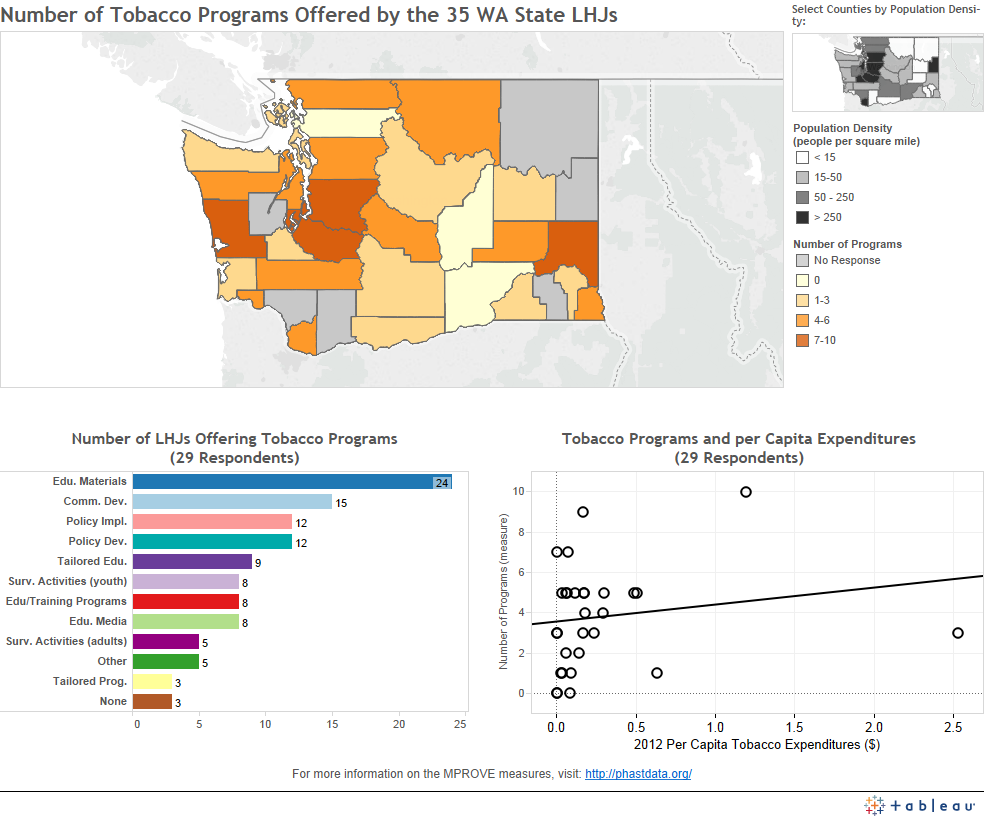 Number of Tobacco Programs Offered by the 35 WA State LHJs
Select Counties by Population Densi-
ty:
Population Density
(people per square mile)
< 15
15-50
50 - 250
> 250
Number of Programs
No Response
0
1-3
4-6
7-10
Number of LHJs Offering Tobacco Programs
(29 Respondents)
Edu. Materials 24
Comm. Dev. 15
Policy Impl. 12
Policy Dev. 12
Tailored Edu. 9
Surv. Activities (youth) 8
Edu/Training Programs 8
Edu. Media 8
Surv. Activities (adults) 5
Other 5
Tailored Prog. 3
None 3
0 5 10 15 20 25
Tobacco Programs and per Capita Expenditures
(29 Respondents)
Number of Programs (measure)
10
8
6
4
2
0
0.0 0.5 1.0 1.5 2.0 2.5
2012 Per Capita Tobacco Expenditures ($)
For more information on the MPROVE measures, visit: http://phastdata.org/
+ableau